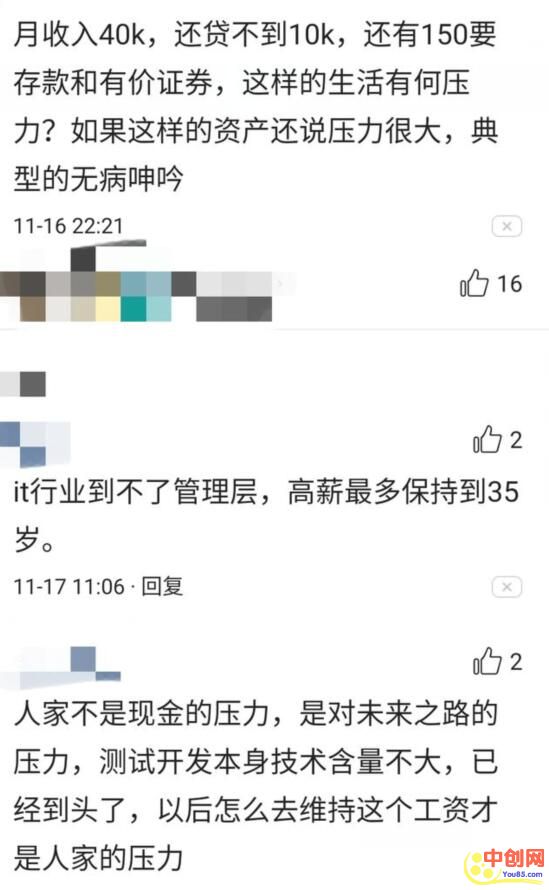 月收入40k，还贷不到10k，还有150要
存款和有价证券，这样的生活有何压
力？如果这样的资产还说压力很大，典
型的无病呻吟
11-16 22:21
16
2
it行业到不了管理层，高薪最多保持到35
岁。
11-17 11:06 · 回复
2
人家不是现金的压力，是对未来之路的
压力，测试开发本身技术含量不大，已
经到头了，以后怎么去维持这个工资才
是人家的压力
中创网
You85.com